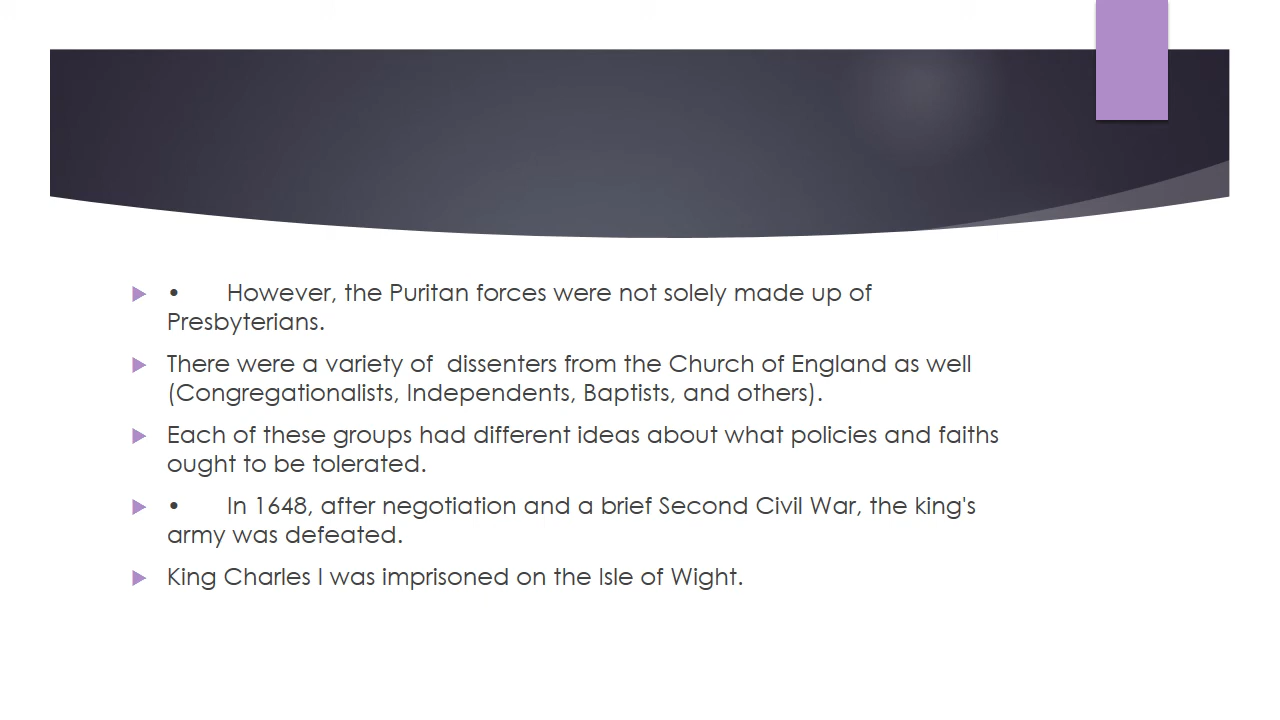 • However, the Puritan forces were not solely made up of
Presbyterians.
There were a variety of  dissenters from the Church of England as well
(Congregationalists, Independents, Baptists, and others).
Each of these groups had different ideas about what policies and faiths
ought to be tolerated.
• In 1648, after negotiation and a brief Second Civil War, the king's
army was defeated.
King Charles I was imprisoned on the Isle of Wight.